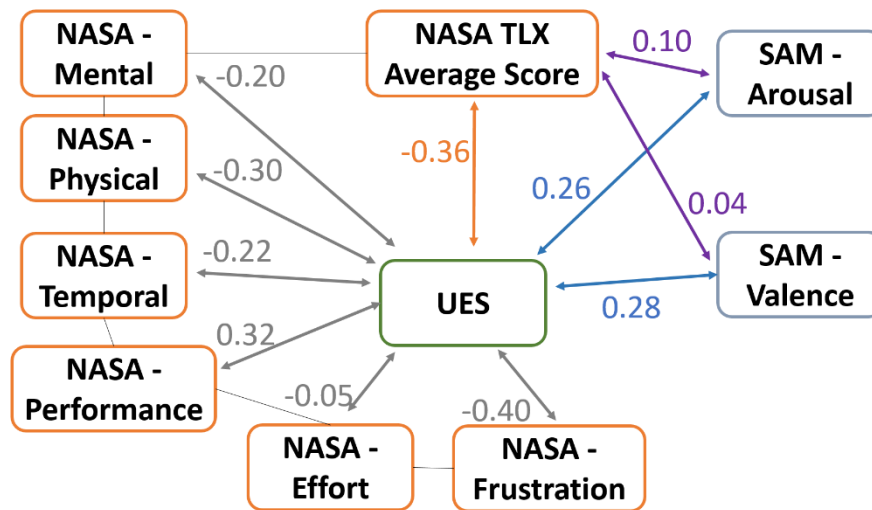 NASA -
Mental
NASA TLX
Average Score
SAM -
Arousal
0.10
-0.20
-0.36
NASA -
Physical
-0.30
0.26
0.04
NASA -
Temporal
-0.22
UES
SAM -
Valence
0.28
0.32
NASA -
Performance
-0.05
-0.40
NASA -
Effort
NASA -
Frustration